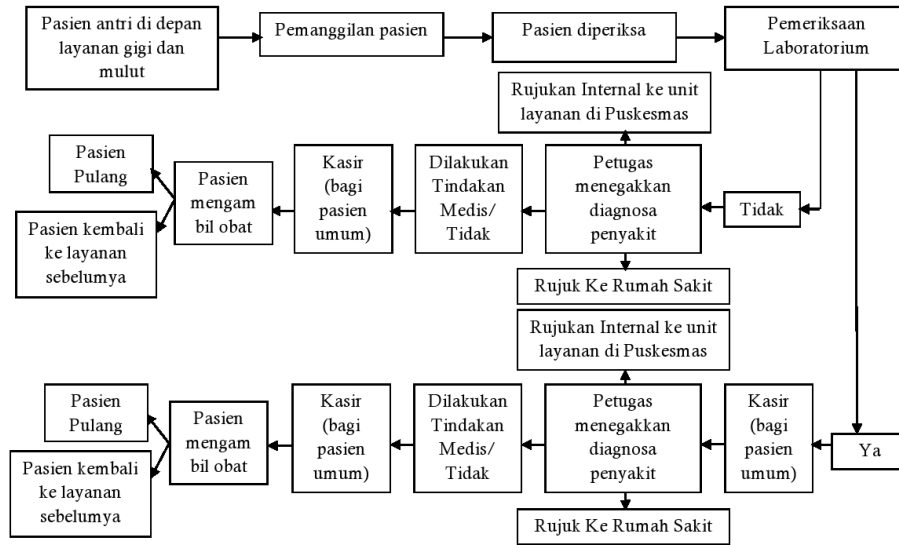 Pasien antri di depan
layanan gigi dan
mulut
Pemanggilan pasien
Pasien diperiksa
Pemeriksaan
Laboratorium
Rujukan Internal ke unit
layanan di Puskesmas
Pasien
Pulang
Pasien kembali
ke layanan
sebelumya
Pasien
mengam
bil obat
Kasir
(bagi
pasien
umum)
Dilakukan
Tindakan
Medis/
Tidak
Petugas
menegakkan
diagnosa
penyakit
Tidak
Rujuk Ke Rumah Sakit
Rujukan Internal ke unit
layanan di Puskesmas
Pasien
Pulang
Pasien kembali
ke layanan
sebelumya
Pasien
mengam
bil obat
Kasir
(bagi
pasien
umum)
Dilakukan
Tindakan
Medis/
Tidak
Petugas
menegakkan
diagnosa
penyakit
Kasir
(bagi
pasien
umum)
Ya
Rujuk Ke Rumah Sakit